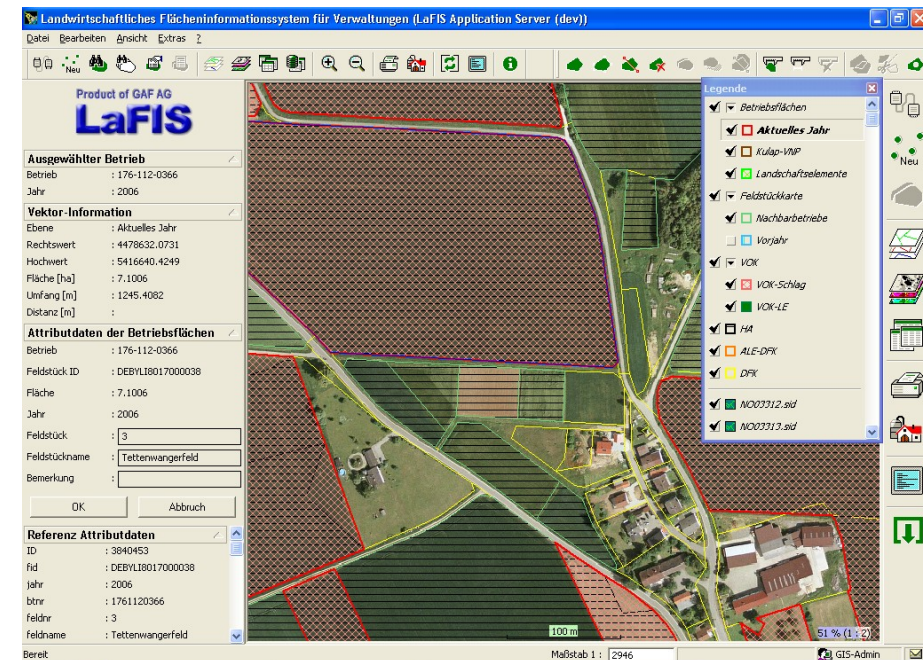 Landwirtschaftliches Flächeninformationssystem für Verwaltungen (LaFIS Application Server (dev))
Datei Bearbeiten Ansicht Extras ?
Neu
Product of GAF AG
LaFIS
Ausgewählter Betrieb
Betrieb : 176-112-0366
Jahr : 2006
Vektor-Information
Ebene : Aktuelles Jahr
Rechtswert : 4478632.0731
Hochwert : 5416640.4249
Fläche [ha] : 7.1006
Umfang [m] : 1245.4082
Distanz [m] :
Attributdaten der Betriebsflächen
Betrieb : 176-112-0366
Feldstück ID : DEBYLI8017000038
Fläche : 7.1006
Jahr : 2006
Feldstück : 3
Feldstückname : Tettenwangerfeld
Bemerkung :
OK Abbruch
Referenz Attributdaten
ID : 3840453
fid : DEBYLI8017000038
jahr : 2006
btnr : 1761120366
feldnr : 3
feldname : Tettenwangerfeld
Legende
Betriebsflächen
Aktuelles Jahr
Kulap-VNP
Landschaftselemente
Feldstückkarte
Nachbarbetriebe
Vorjahr
VOK
VOK-Schlag
VOK-LE
HA
ALE-DFK
DFK
NO03312.sid
NO03313.sid
Neu
100 m
51 % (1 : 2)
Bereit
Maßstab 1 : 2946
GIS-Admin